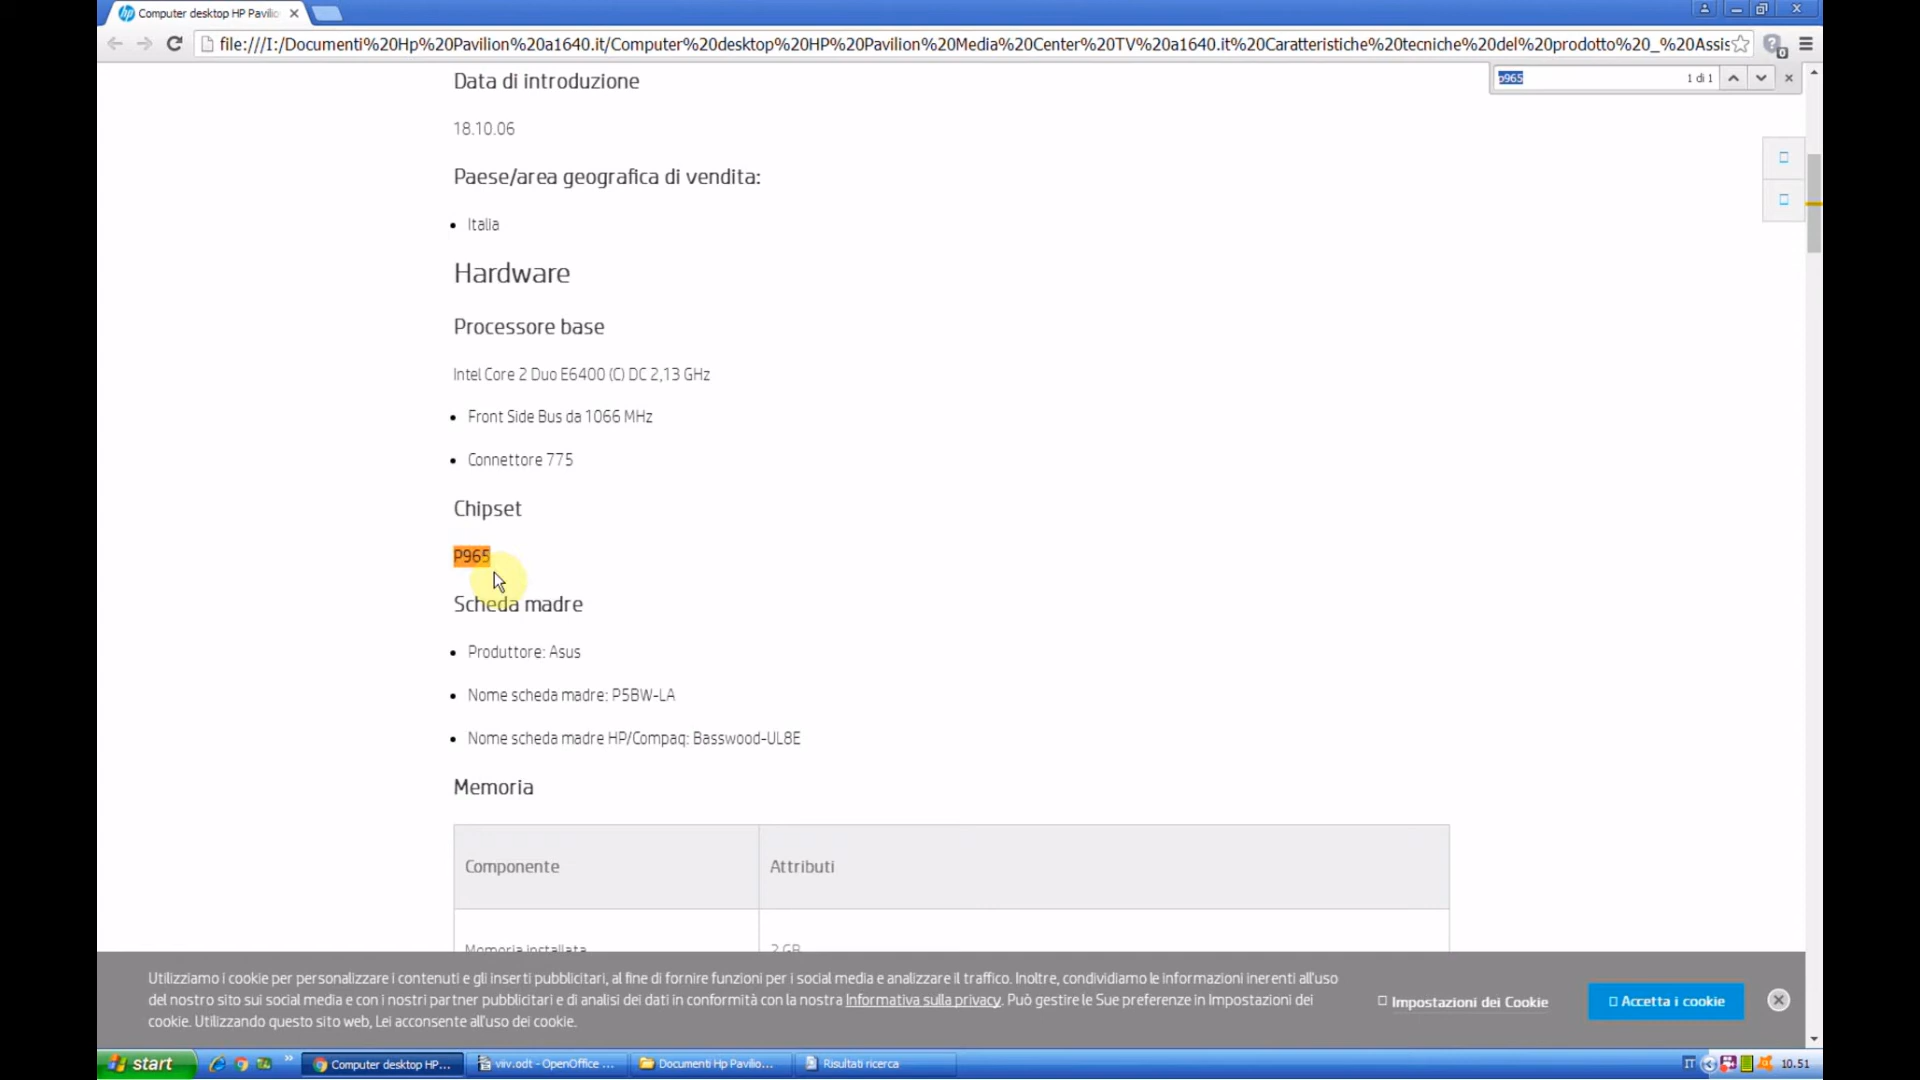 Computer desktop HP Pavilio
file:///I:/Documenti%20Hp%20Pavilion%20a1640.it/Computer%20desktop%20HP%20Pavilion%20Media%20Center%20TV%20a1640.it%20Caratteristiche%20tecniche%20del%20prodotto%20_%20Assis
0
p965
1 di 1
Data di introduzione
18.10.06
Paese/area geografica di vendita:
• Italia
Hardware
Processore base
Intel Core 2 Duo E6400 (C) DC 2,13 GHz
• Front Side Bus da 1066 MHz
• Connettore 775
Chipset
P965
Scheda madre
• Produttore: Asus
• Nome scheda madre: P5BW-LA
• Nome scheda madre HP/Compaq: Basswood-UL8E
Memoria
Componente Attributi
Memoria installata 2 GB
Utilizziamo i cookie per personalizzare i contenuti e gli inserti pubblicitari, al fine di fornire funzioni per i social media e analizzare il traffico. Inoltre, condividiamo le informazioni inerenti all'uso
del nostro sito sui social media e con i nostri partner pubblicitari e di analisi dei dati in conformità con la nostra Informativa sulla privacy. Può gestire le Sue preferenze in Impostazioni dei
cookie. Utilizzando questo sito web, Lei acconsente all'uso dei cookie.
Impostazioni dei Cookie
Accetta i cookie
start
Computer desktop HP...
viiv.odt - OpenOffice ...
Documenti Hp Pavilio...
Risultati ricerca
IT
10.51